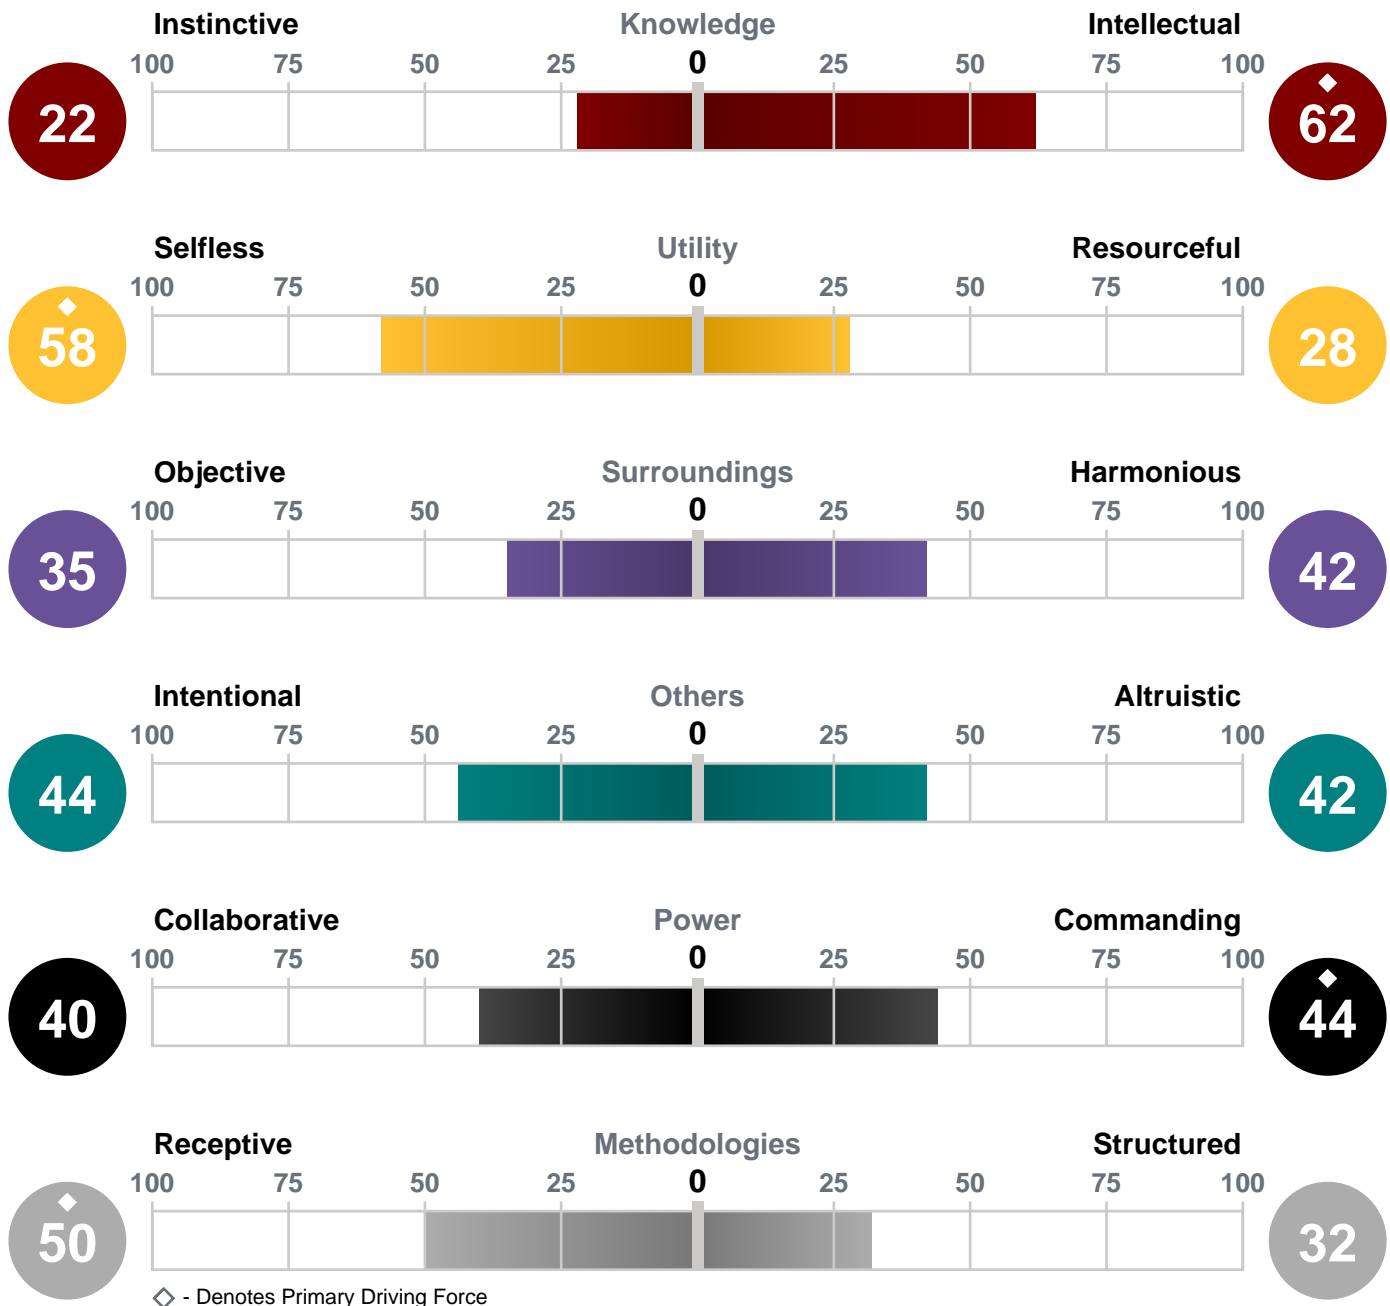 Instinctive Knowledge Intellectual
100 75 50 25 0 25 50 75 100
22 62
Selfless Utility Resourceful
100 75 50 25 0 25 50 75 100
58 28
Objective Surroundings Harmonious
100 75 50 25 0 25 50 75 100
35 42
Intentional Others Altruistic
100 75 50 25 0 25 50 75 100
44 42
Collaborative Power Commanding
100 75 50 25 0 25 50 75 100
40 44
Receptive Methodologies Structured
100 75 50 25 0 25 50 75 100
50 32
- Denotes Primary Driving Force